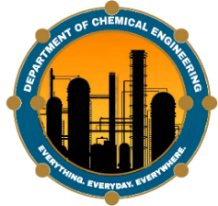 DEPARTMENT OF CHEMICAL ENGINEERING
EVERYTHING. EVERYDAY. EVERYWHERE.